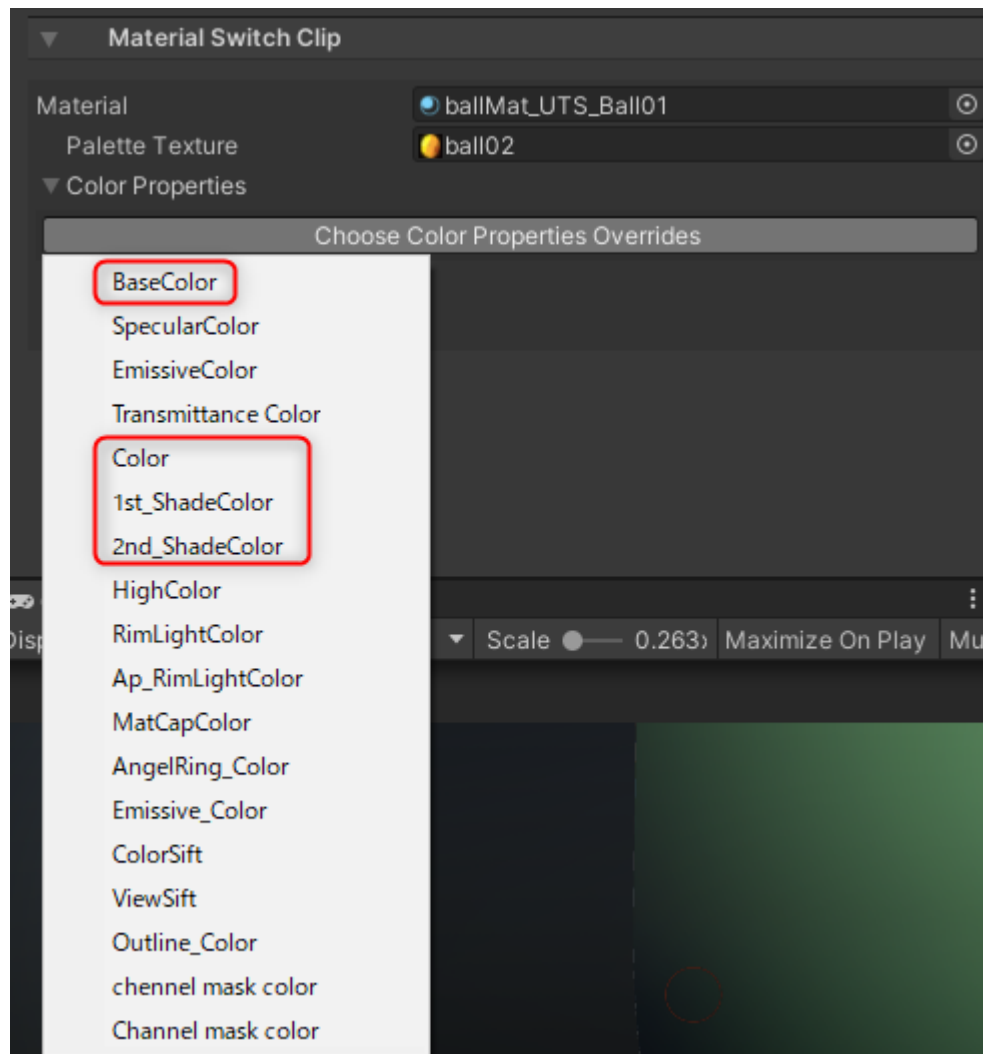 Material Switch Clip
Material ballMat_UTS_Ball01
Palette Texture ball02
Color Properties
Choose Color Properties Overrides
BaseColor
SpecularColor
EmissiveColor
Transmittance Color
Color
1st_ShadeColor
2nd_ShadeColor
HighColor
RimLightColor
Scale 0.263 Maximize On Play Mu
Ap_RimLightColor
MatCapColor
AngelRing_Color
Emissive_Color
ColorSift
ViewSift
Outline_Color
chennel mask color
Channel mask color